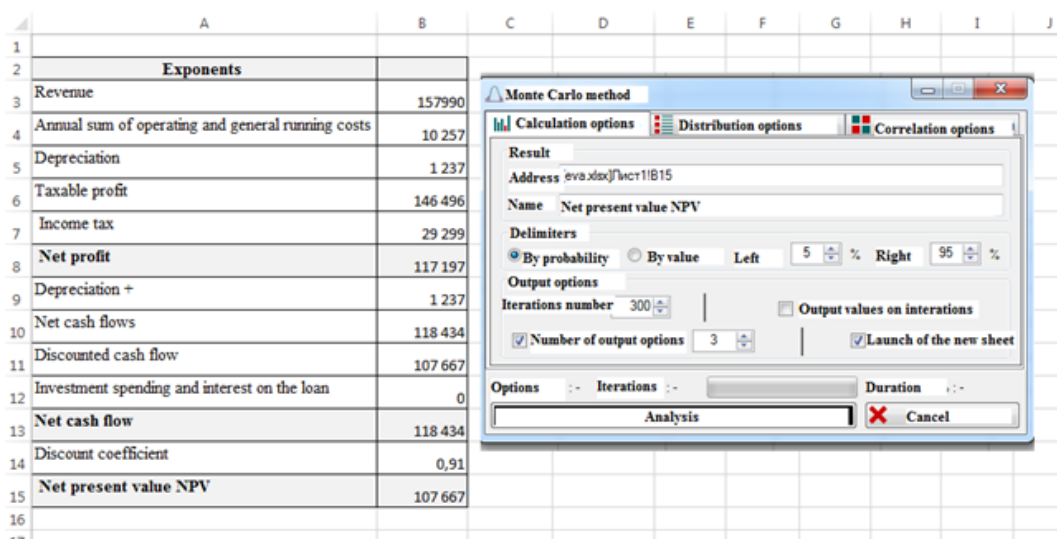 A B C D E F G H I J
1
2 Exponents
3 Revenue 157990
4 Annual sum of operating and general running costs 10 257
5 Depreciation 1 237
6 Taxable profit 146 496
7 Income tax 29 299
8 Net profit 117 197
9 Depreciation + 1 237
10 Net cash flows 118 434
11 Discounted cash flow 107 667
12 Investment spending and interest on the loan 0
13 Net cash flow 118 434
14 Discount coefficient 0,91
15 Net present value NPV 107 667
16
17
Monte Carlo method
Calculation options Distribution options Correlation options
Result
Address [eva.xlsx]Лист1!B15
Name Net present value NPV
Delimiters
By probability By value Left 5 % Right 95 %
Output options
Iterations number 300 Output values on interations
Number of output options 3 Launch of the new sheet
Options : - Iterations : - Duration : -
Analysis Cancel